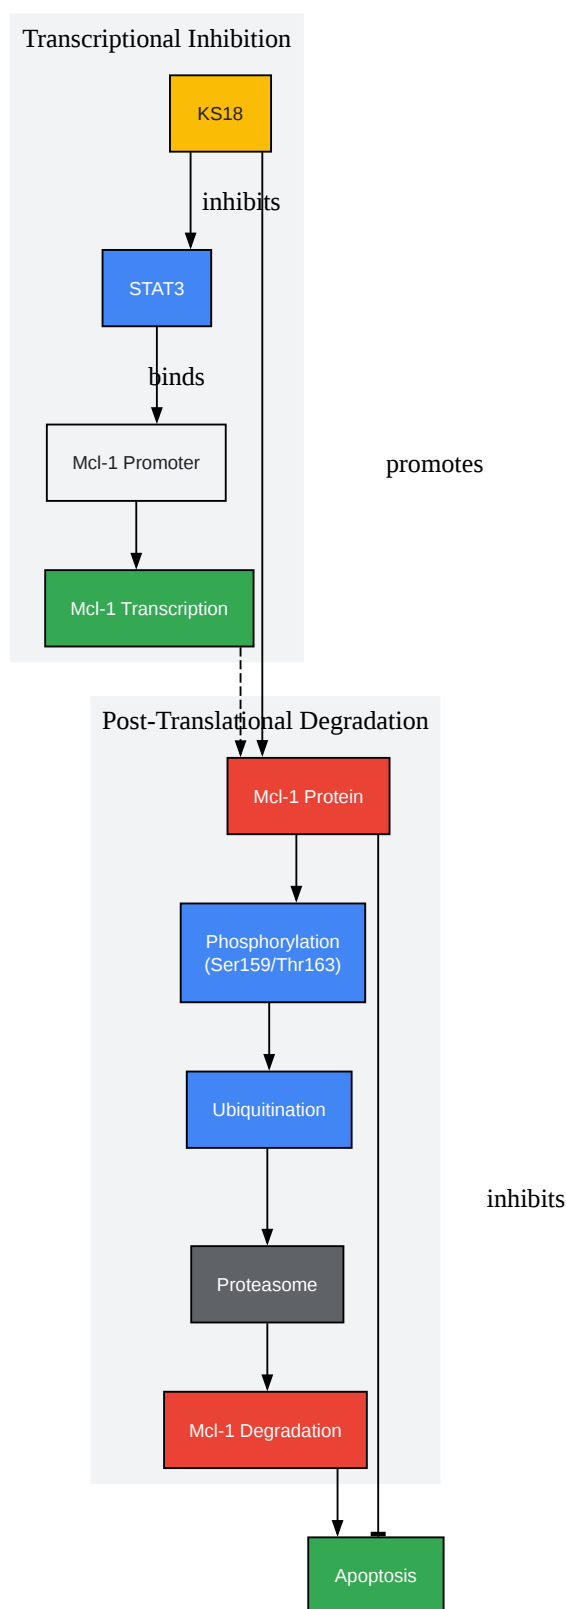 Transcriptional Inhibition
KS18
inhibits
STAT3
binds
Mcl-1 Promoter
promotes
Mcl-1 Transcription
Post-Translational Degradation
Mcl-1 Protein
Phosphorylation
(Ser159/Thr163)
Ubiquitination
inhibits
Proteasome
Mcl-1 Degradation
Apoptosis